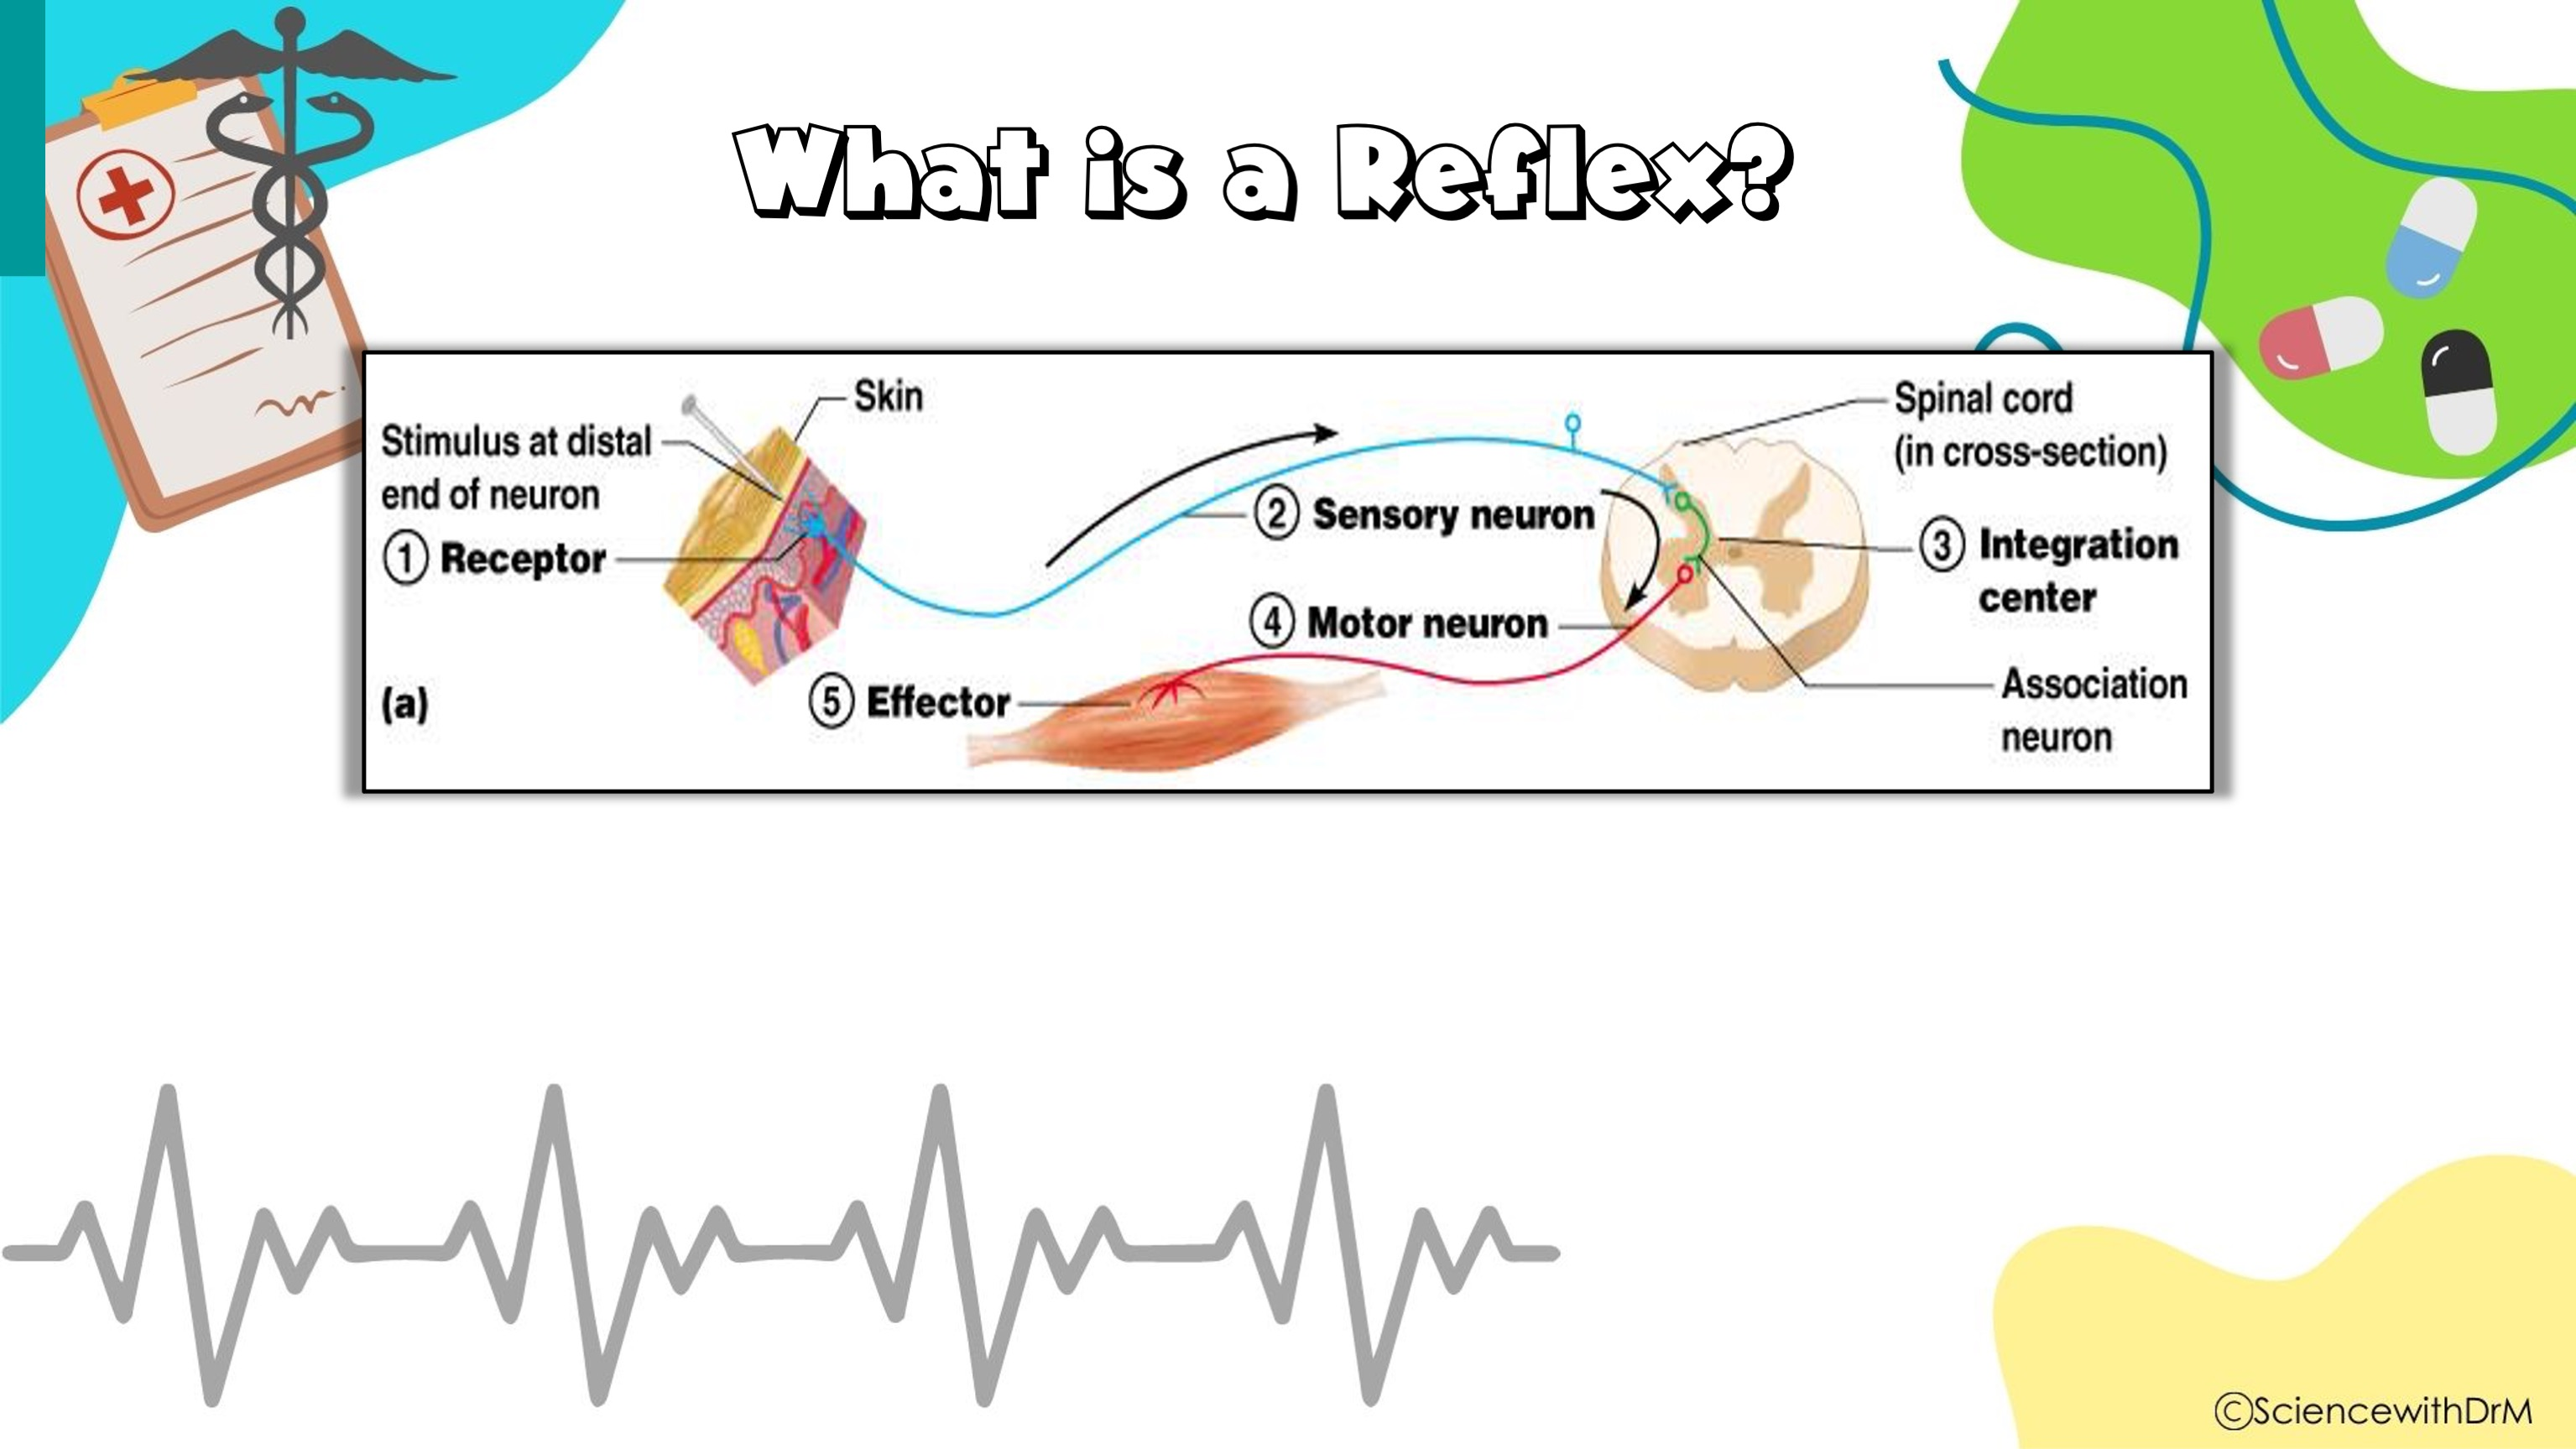 What is a Reflex?
Skin
Stimulus at distal
end of neuron
① Receptor
② Sensory neuron
Spinal cord
(in cross-section)
③ Integration
center
④ Motor neuron
Association
neuron
⑤ Effector
(a)
©SciencewithDrM